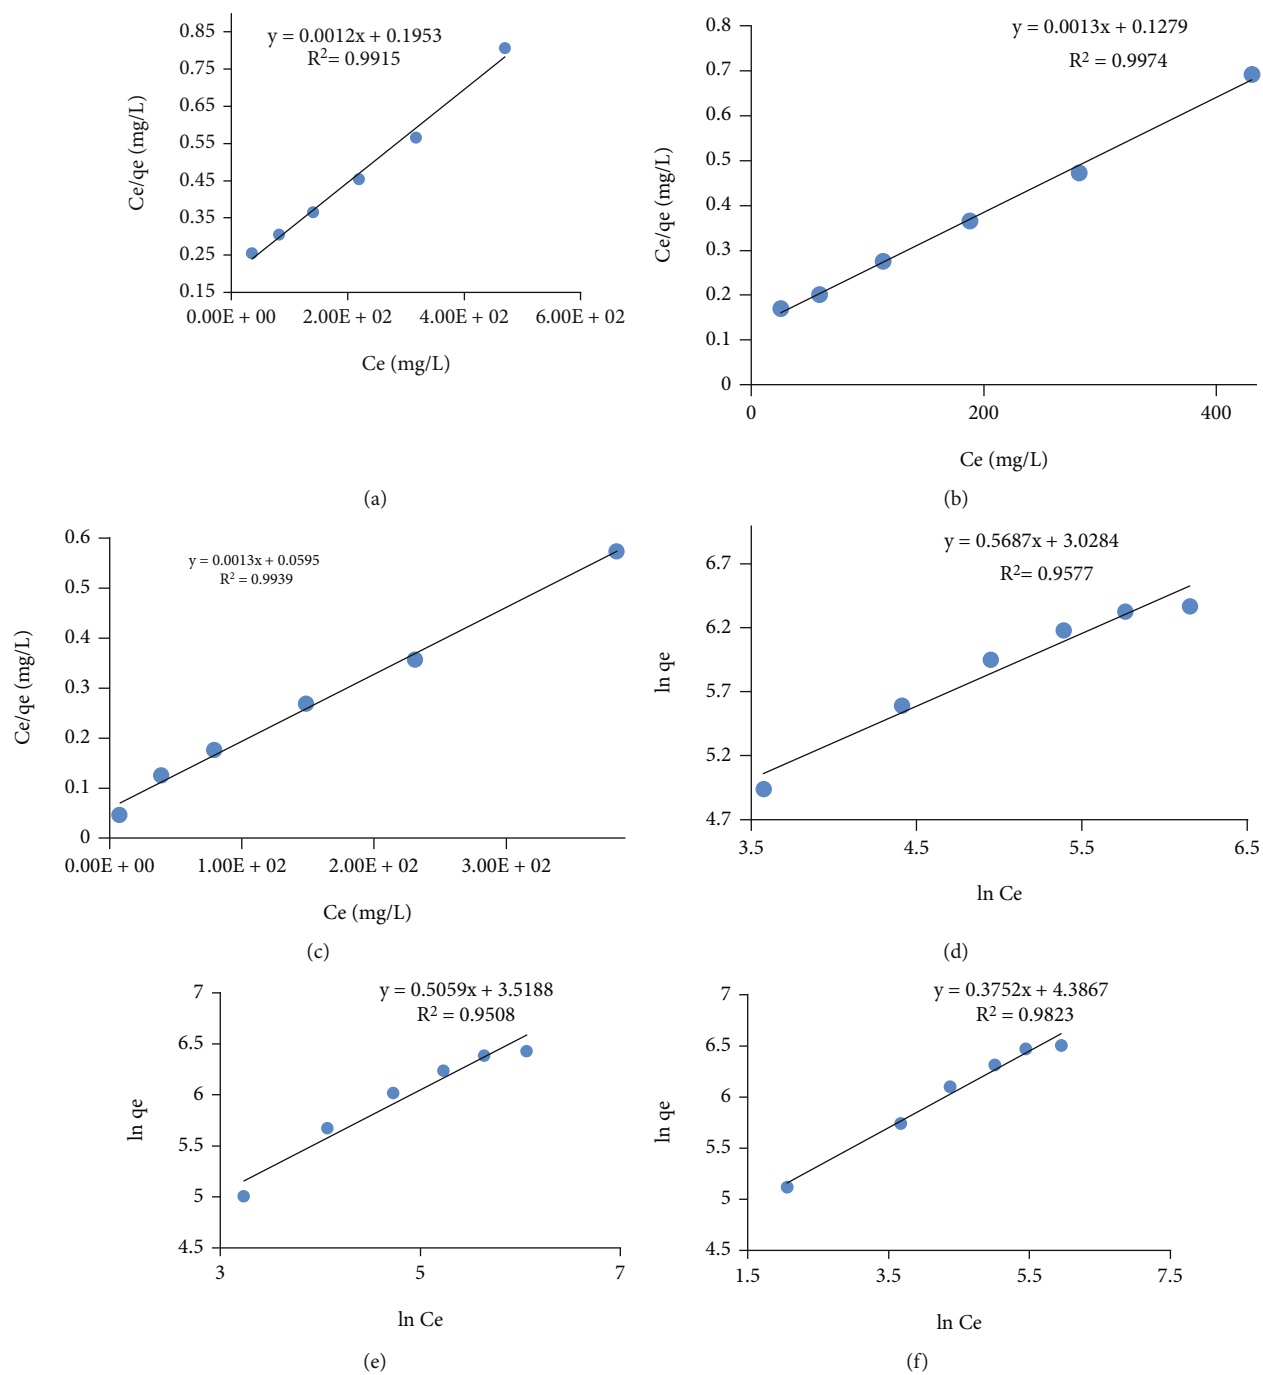 y = 0.0012x + 0.1953
R²= 0.9915
0.85
0.75
0.65
0.55
0.45
0.35
0.25
0.15
Ce/qe (mg/L)
0.00E + 00 2.00E + 02 4.00E + 02 6.00E + 02
Ce (mg/L)
(a)
y = 0.0013x + 0.1279
R² = 0.9974
0.8
0.7
0.6
0.5
0.4
0.3
0.2
0.1
0
Ce/qe (mg/L)
0 200 400
Ce (mg/L)
(b)
y = 0.0013x + 0.0595
R² = 0.9939
0.6
0.5
0.4
0.3
0.2
0.1
0
Ce/qe (mg/L)
0.00E + 00 1.00E + 02 2.00E + 02 3.00E + 02
Ce (mg/L)
(c)
y = 0.5687x + 3.0284
R²= 0.9577
6.7
6.2
5.7
5.2
4.7
ln qe
3.5 4.5 5.5 6.5
ln Ce
(d)
y = 0.5059x + 3.5188
R² = 0.9508
7
6.5
6
5.5
5
4.5
ln qe
3 5 7
ln Ce
(e)
y = 0.3752x + 4.3867
R² = 0.9823
7
6.5
6
5.5
5
4.5
ln qe
1.5 3.5 5.5 7.5
ln Ce
(f)